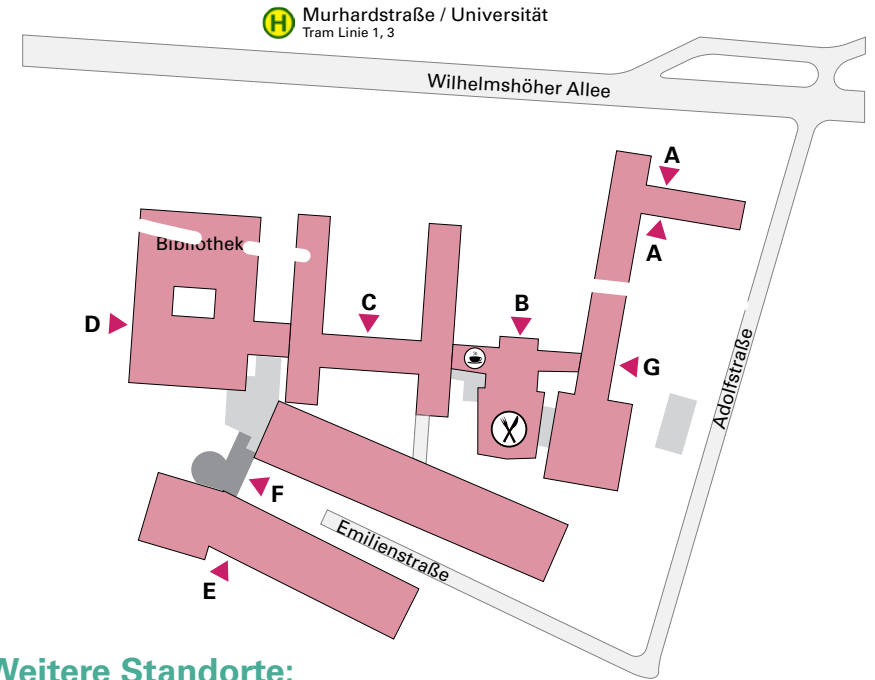 H
Murhardstraße / Universität
Tram Linie 1, 3
Wilhelmshöher Allee
A
A
Bibliothek
C
B
D
G
Adolfstraße
F
Emilienstraße
E
Weitere Standorte: